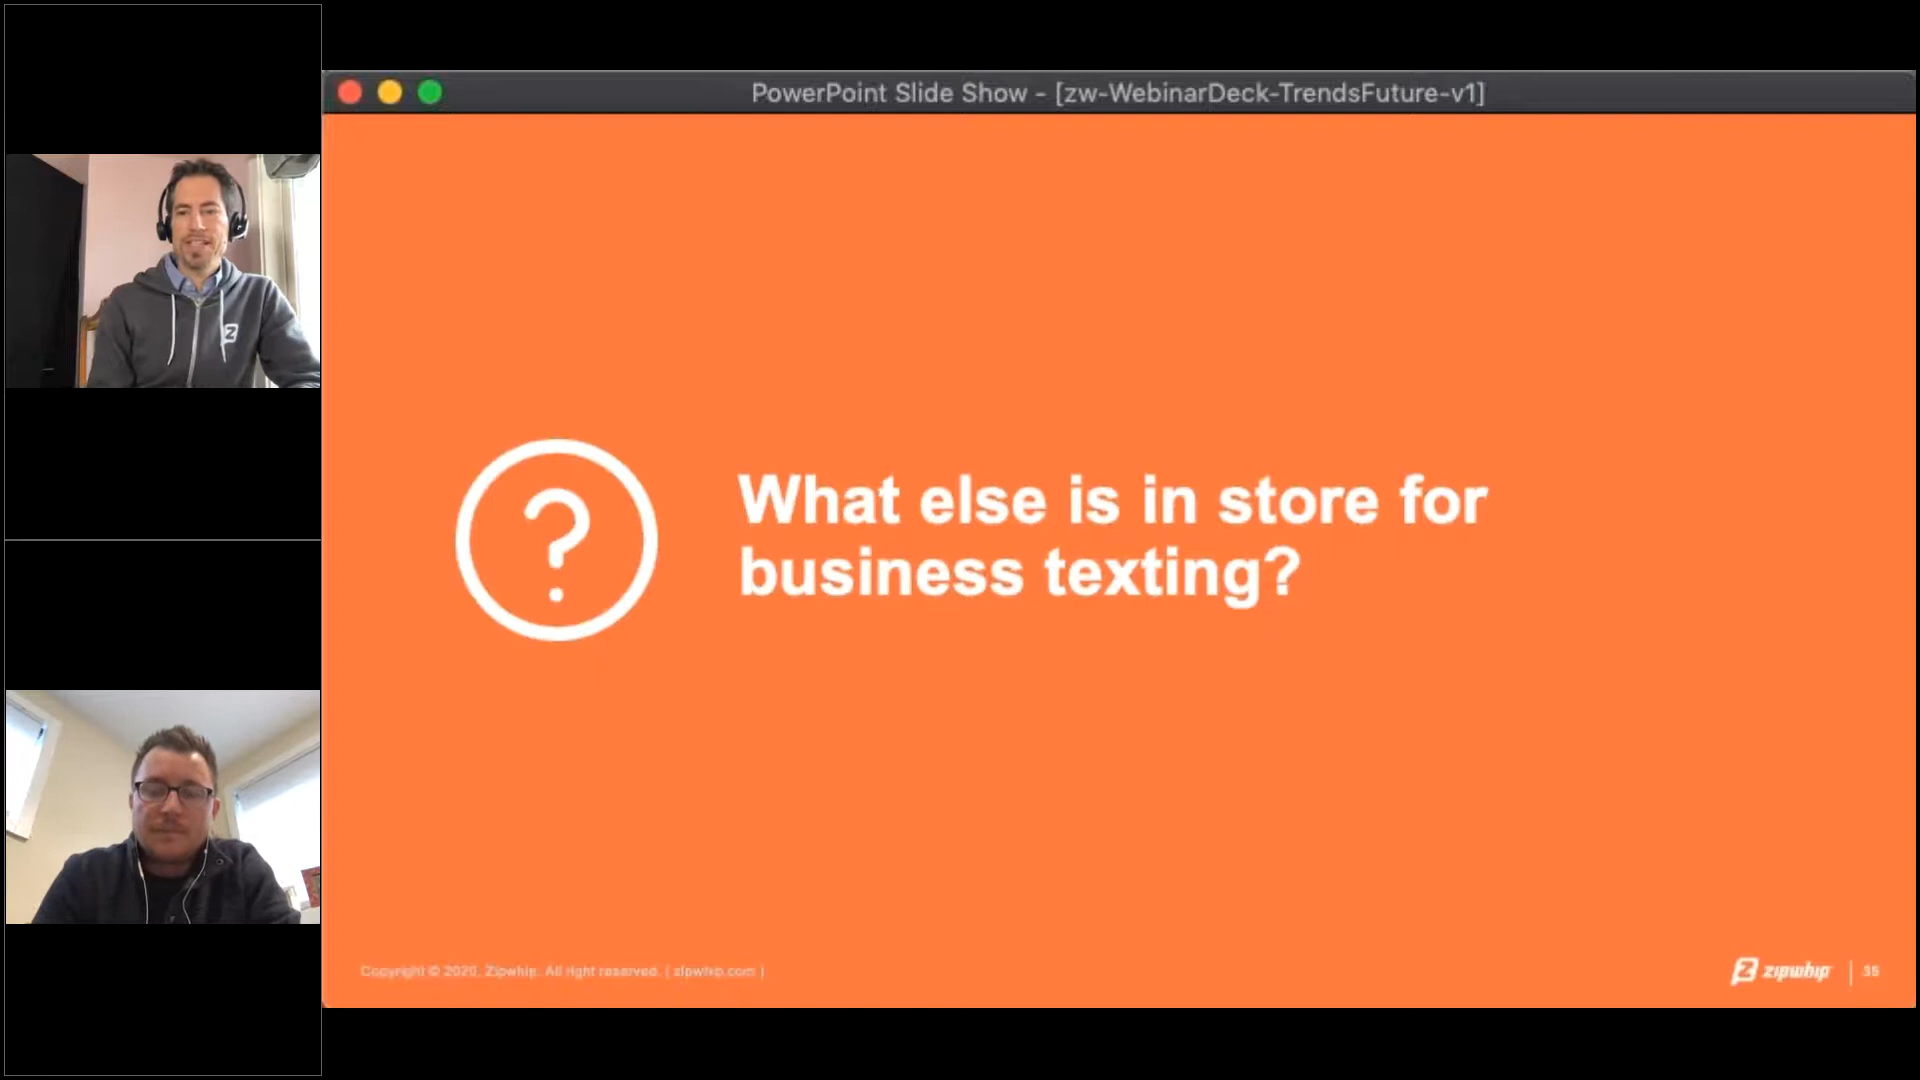 PowerPoint Slide Show - [zw-WebinarDeck-TrendsFuture-v1]
What else is in store for
business texting?
Copyright © 2020, Zipwhip. All right reserved. | zipwhip.com |
zipwhip | 35